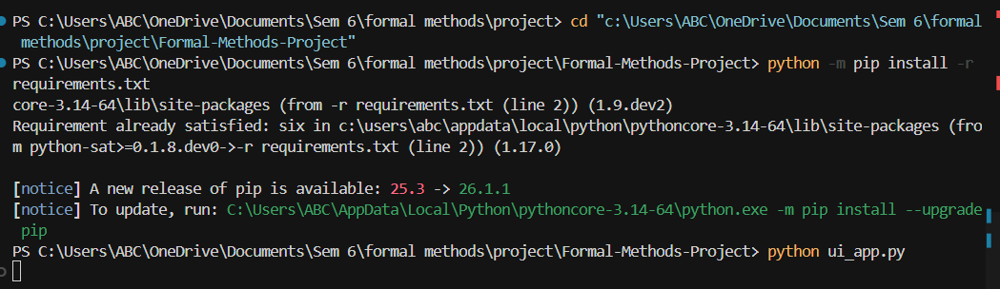 PS C:\Users\ABC\OneDrive\Documents\Sem 6\formal methods\project> cd "c:\Users\ABC\OneDrive\Documents\Sem 6\formal
 methods\project\Formal-Methods-Project"
PS C:\Users\ABC\OneDrive\Documents\Sem 6\formal methods\project\Formal-Methods-Project> python -m pip install -r
requirements.txt
core-3.14-64\lib\site-packages (from -r requirements.txt (line 2)) (1.9.dev2)
Requirement already satisfied: six in c:\users\abc\appdata\local\python\pythoncore-3.14-64\lib\site-packages (fro
m python-sat>=0.1.8.dev0->-r requirements.txt (line 2)) (1.17.0)
[notice] A new release of pip is available: 25.3 -> 26.1.1
[notice] To update, run: C:\Users\ABC\AppData\Local\Python\pythoncore-3.14-64\python.exe -m pip install --upgrade
 pip
PS C:\Users\ABC\OneDrive\Documents\Sem 6\formal methods\project\Formal-Methods-Project> python ui_app.py